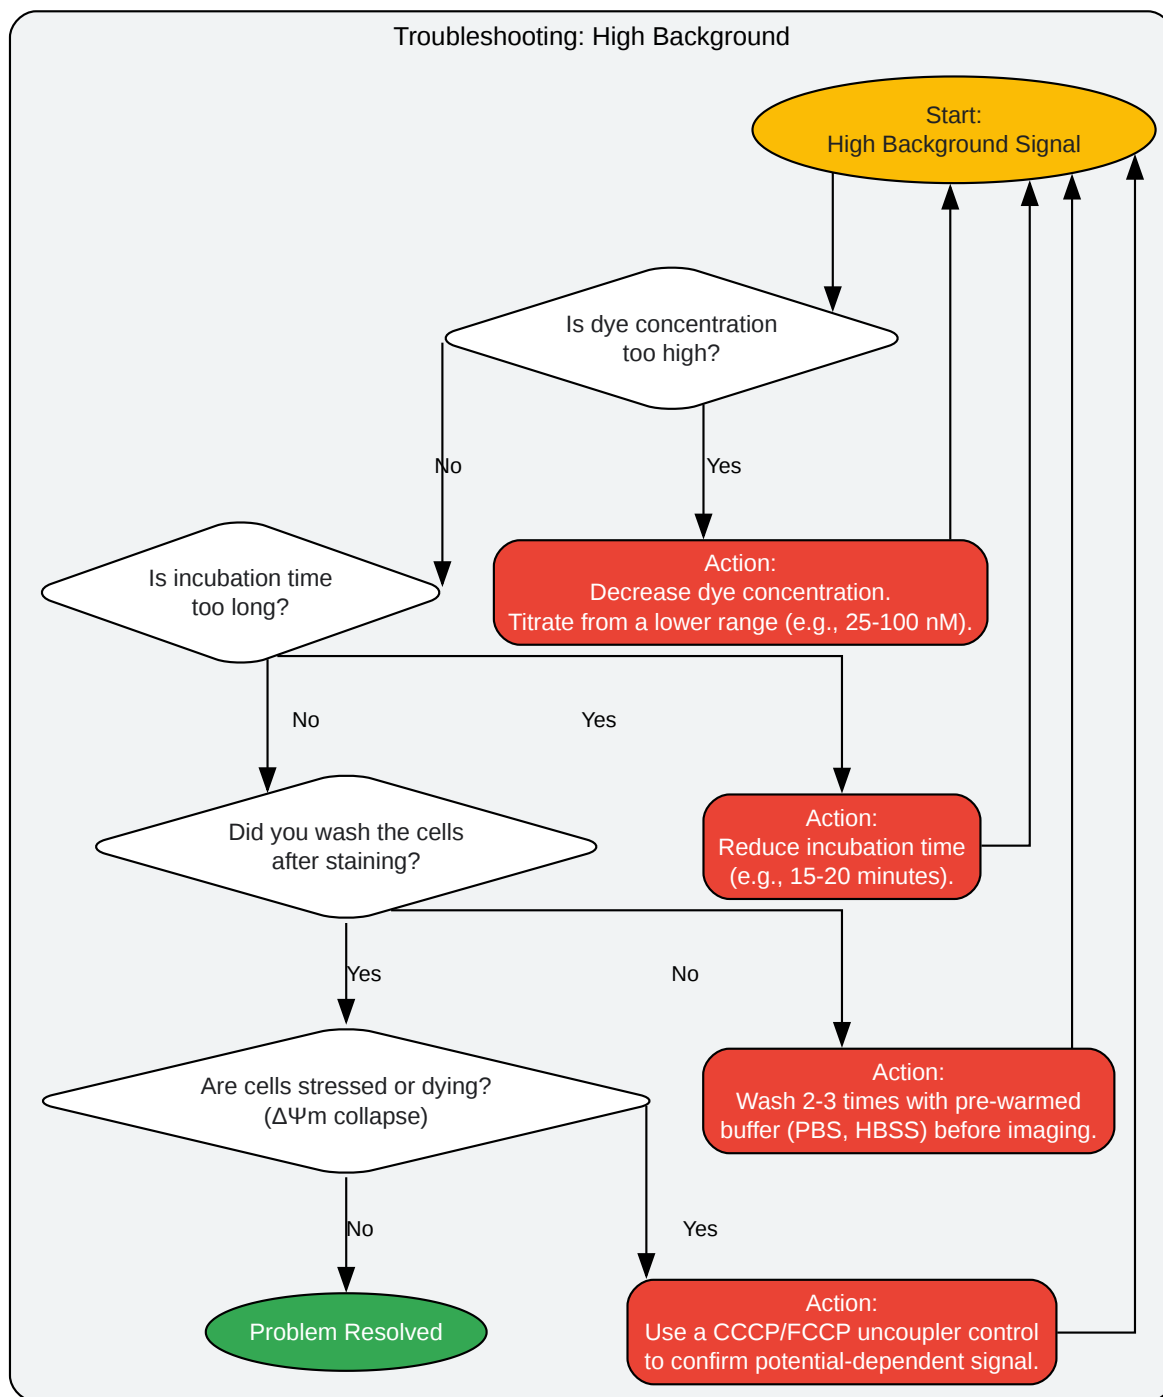 Troubleshooting: High Background
Start:
High Background Signal
Is dye concentration
too high?
No
Yes
Is incubation time
too long?
Action:
Decrease dye concentration.
Titrate from a lower range (e.g., 25-100 nM).
No
Yes
Did you wash the cells
after staining?
Action:
Reduce incubation time
(e.g., 15-20 minutes).
Yes
No
Are cells stressed or dying?
(ΔΨm collapse)
Action:
Wash 2-3 times with pre-warmed
buffer (PBS, HBSS) before imaging.
No
Yes
Problem Resolved
Action:
Use a CCCP/FCCP uncoupler control
to confirm potential-dependent signal.